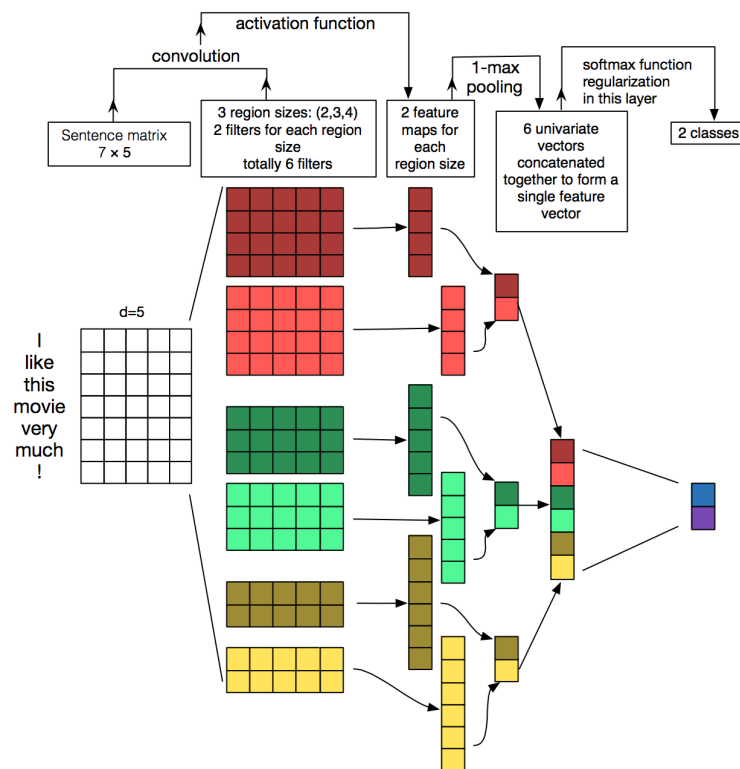 activation function
convolution
1-max
pooling
softmax function
regularization
in this layer
Sentence matrix
7 × 5
3 region sizes: (2,3,4)
2 filters for each region
size
totally 6 filters
2 feature
maps for
each
region size
6 univariate
vectors
concatenated
together to form a
single feature
vector
2 classes
d=5
I
like
this
movie
very
much
!